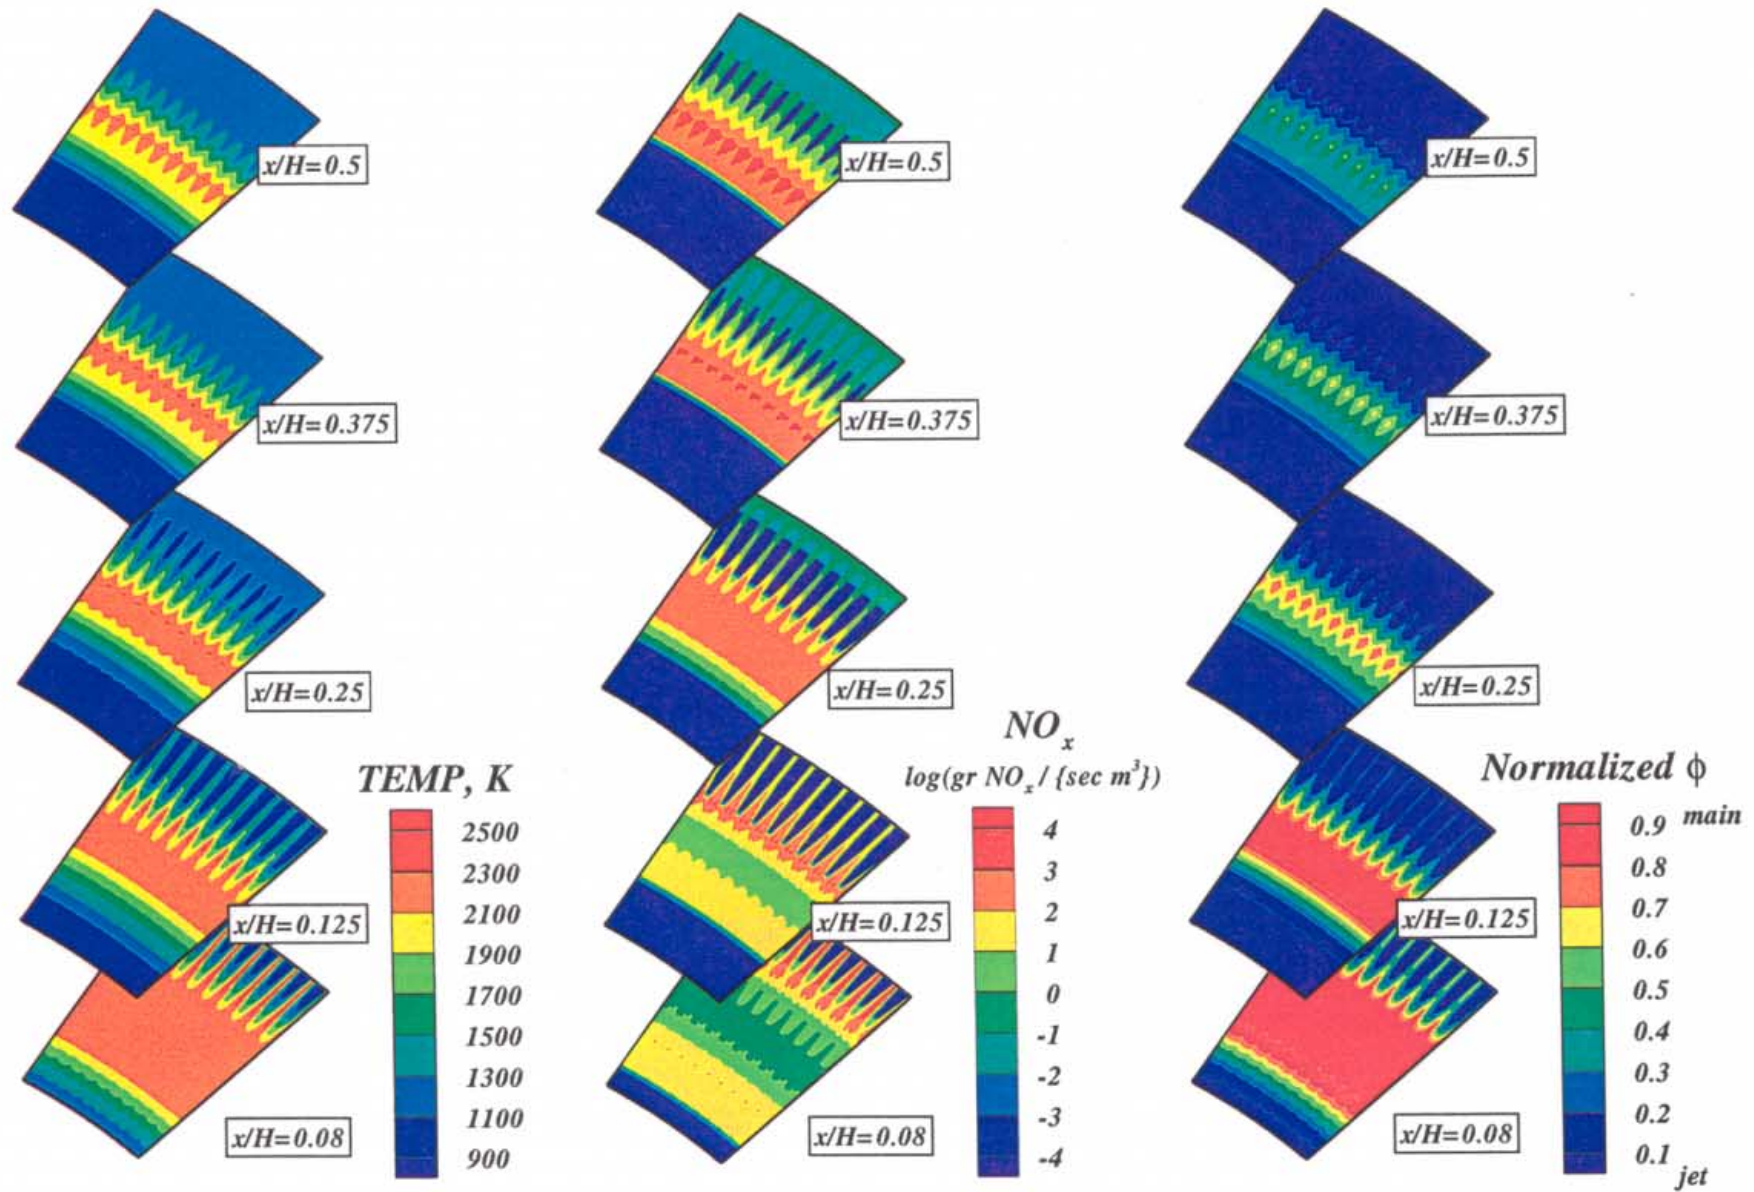 x/H=0.5
x/H=0.375
x/H=0.25
x/H=0.125
x/H=0.08
TEMP, K
2500
2300
2100
1900
1700
1500
1300
1100
900
x/H=0.5
x/H=0.375
x/H=0.25
x/H=0.125
x/H=0.08
NOx
log(gr NOx / {sec m³})
4
3
2
1
0
-1
-2
-3
-4
x/H=0.5
x/H=0.375
x/H=0.25
x/H=0.125
x/H=0.08
Normalized ϕ
main
0.9
0.8
0.7
0.6
0.5
0.4
0.3
0.2
0.1
jet